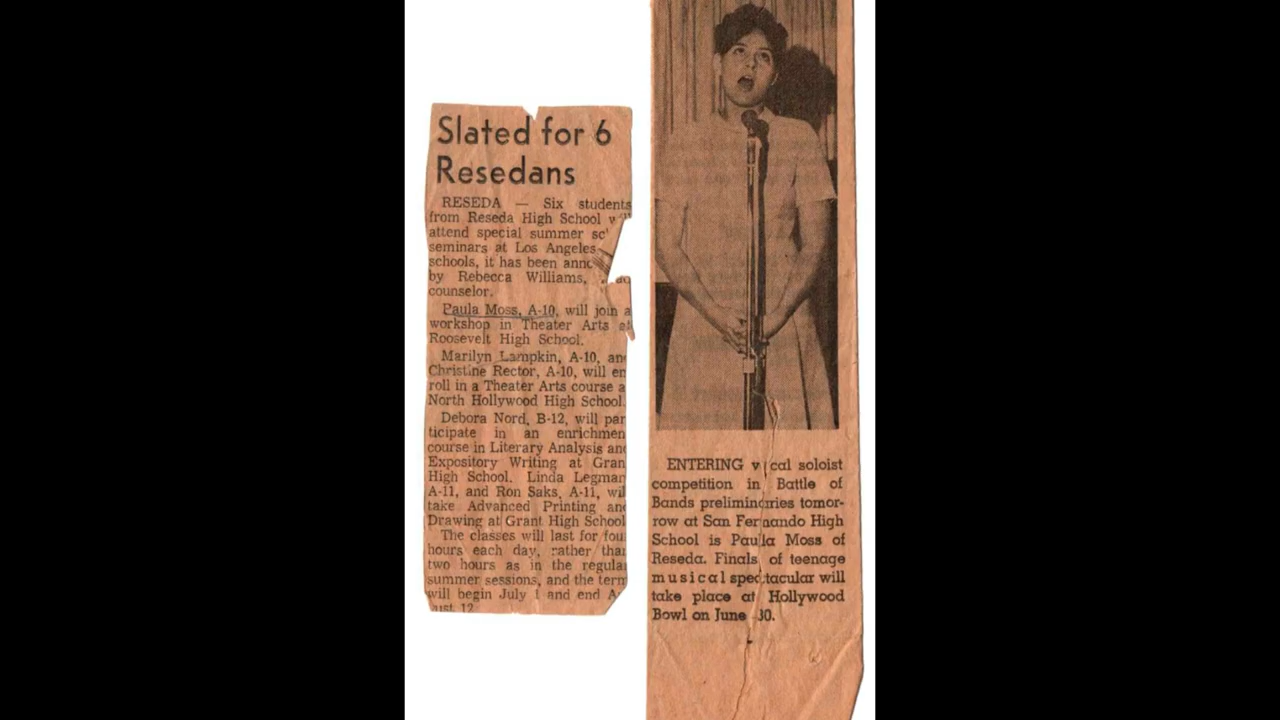 Slated for 6
Resedans
RESEDA — Six students
from Reseda High School
attend special summer
seminars at Los Angeles
schools, it has been
by Rebecca Williams,
counselor.
Paula Moss, A-10, will join a
workshop in Theater Arts
Roosevelt High School.
Marilyn Lampkin, A-10, an
Christine Rector, A-10, will en
roll in a Theater Arts course a
North Hollywood High School.
Debora Nord, B-12, will par
ticipate in an enrichmen
course in Literary Analysis an
Expository Writing at Gran
High School. Linda Legman
A-11, and Ron Saks, A-11, wil
take Advanced Printing an
Drawing at Grant High School
The classes will last for fou
hours each day, rather tha
two hours as in the regula
summer sessions, and the term
will begin July 1 and end
ust 12
ENTERING vocal soloist
competition in Battle of
Bands preliminaries tomor-
row at San Fernando High
School is Paula Moss of
Reseda. Finals of teenage
musical spectacular will
take place at Hollywood
Bowl on June 30.